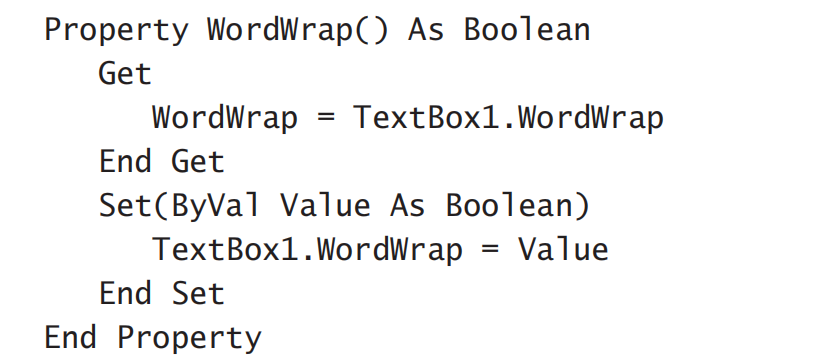 Property WordWrap() As Boolean
Get
WordWrap = TextBox1.WordWrap
End Get
Set(ByVal Value As Boolean)
TextBox1.WordWrap = Value
End Set
End Property